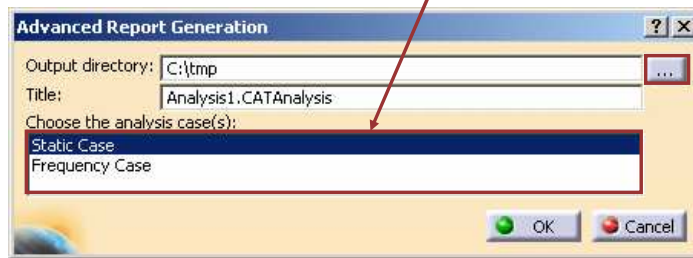 Advanced Report Generation
Output directory: C:\tmp ...
Title: Analysis1.CATAnalysis
Choose the analysis case(s):
Static Case
Frequency Case
OK Cancel